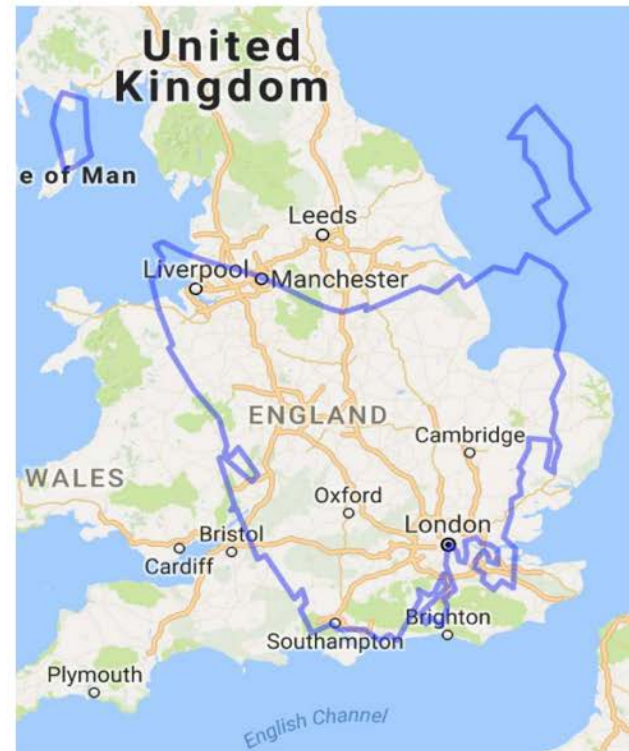 United
Kingdom
e of Man
Leeds
Liverpool
Manchester
ENGLAND
Cambridge
WALES
Oxford
London
Bristol
Cardiff
Brighton
Southampton
Plymouth
English Channel